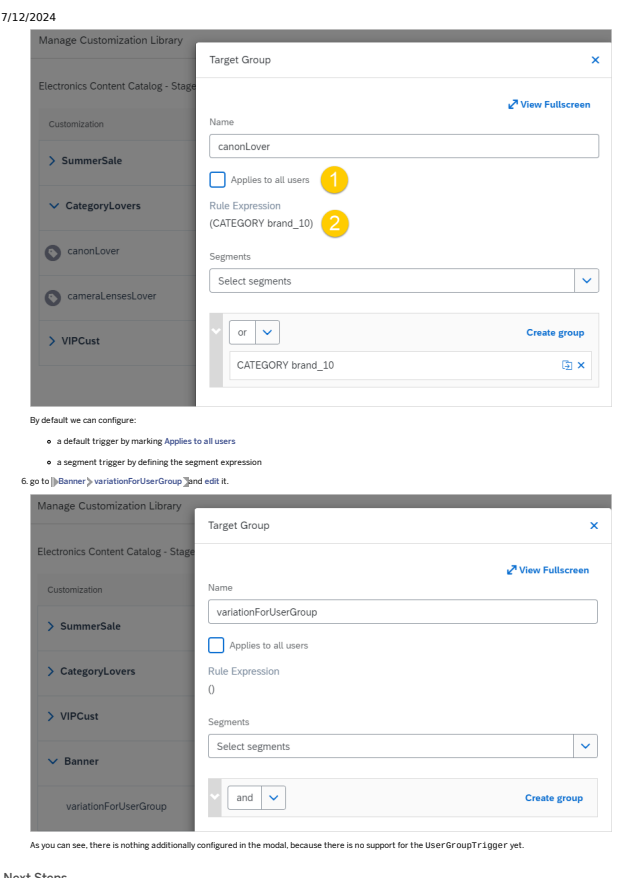 7/12/2024
Manage Customization Library
Target Group
Electronics Content Catalog - Stage
View Fullscreen
Customization
Name
canonLover
SummerSale
Applies to all users 1
Rule Expression
CategoryLovers
(CATEGORY brand_10) 2
canonLover
Segments
Select segments
cameraLensesLover
or
Create group
VIPCust
CATEGORY brand_10
By default we can configure:
a default trigger by marking Applies to all users
a segment trigger by defining the segment expression
6. go to Banner variationForUserGroup and edit it.
Manage Customization Library
Target Group
Electronics Content Catalog - Stage
View Fullscreen
Customization
Name
variationForUserGroup
SummerSale
Applies to all users
CategoryLovers
Rule Expression
()
VIPCust
Segments
Select segments
Banner
variationForUserGroup
and
Create group
As you can see, there is nothing additionally configured in the modal, because there is no support for the UserGroupTrigger yet.
Next Steps